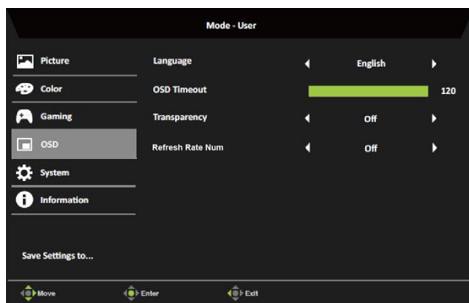 Mode - User
Picture
Color
Gaming
OSD
System
Information
Language English
OSD Timeout 120
Transparency Off
Refresh Rate Num Off
Save Settings to...
Move Enter Exit